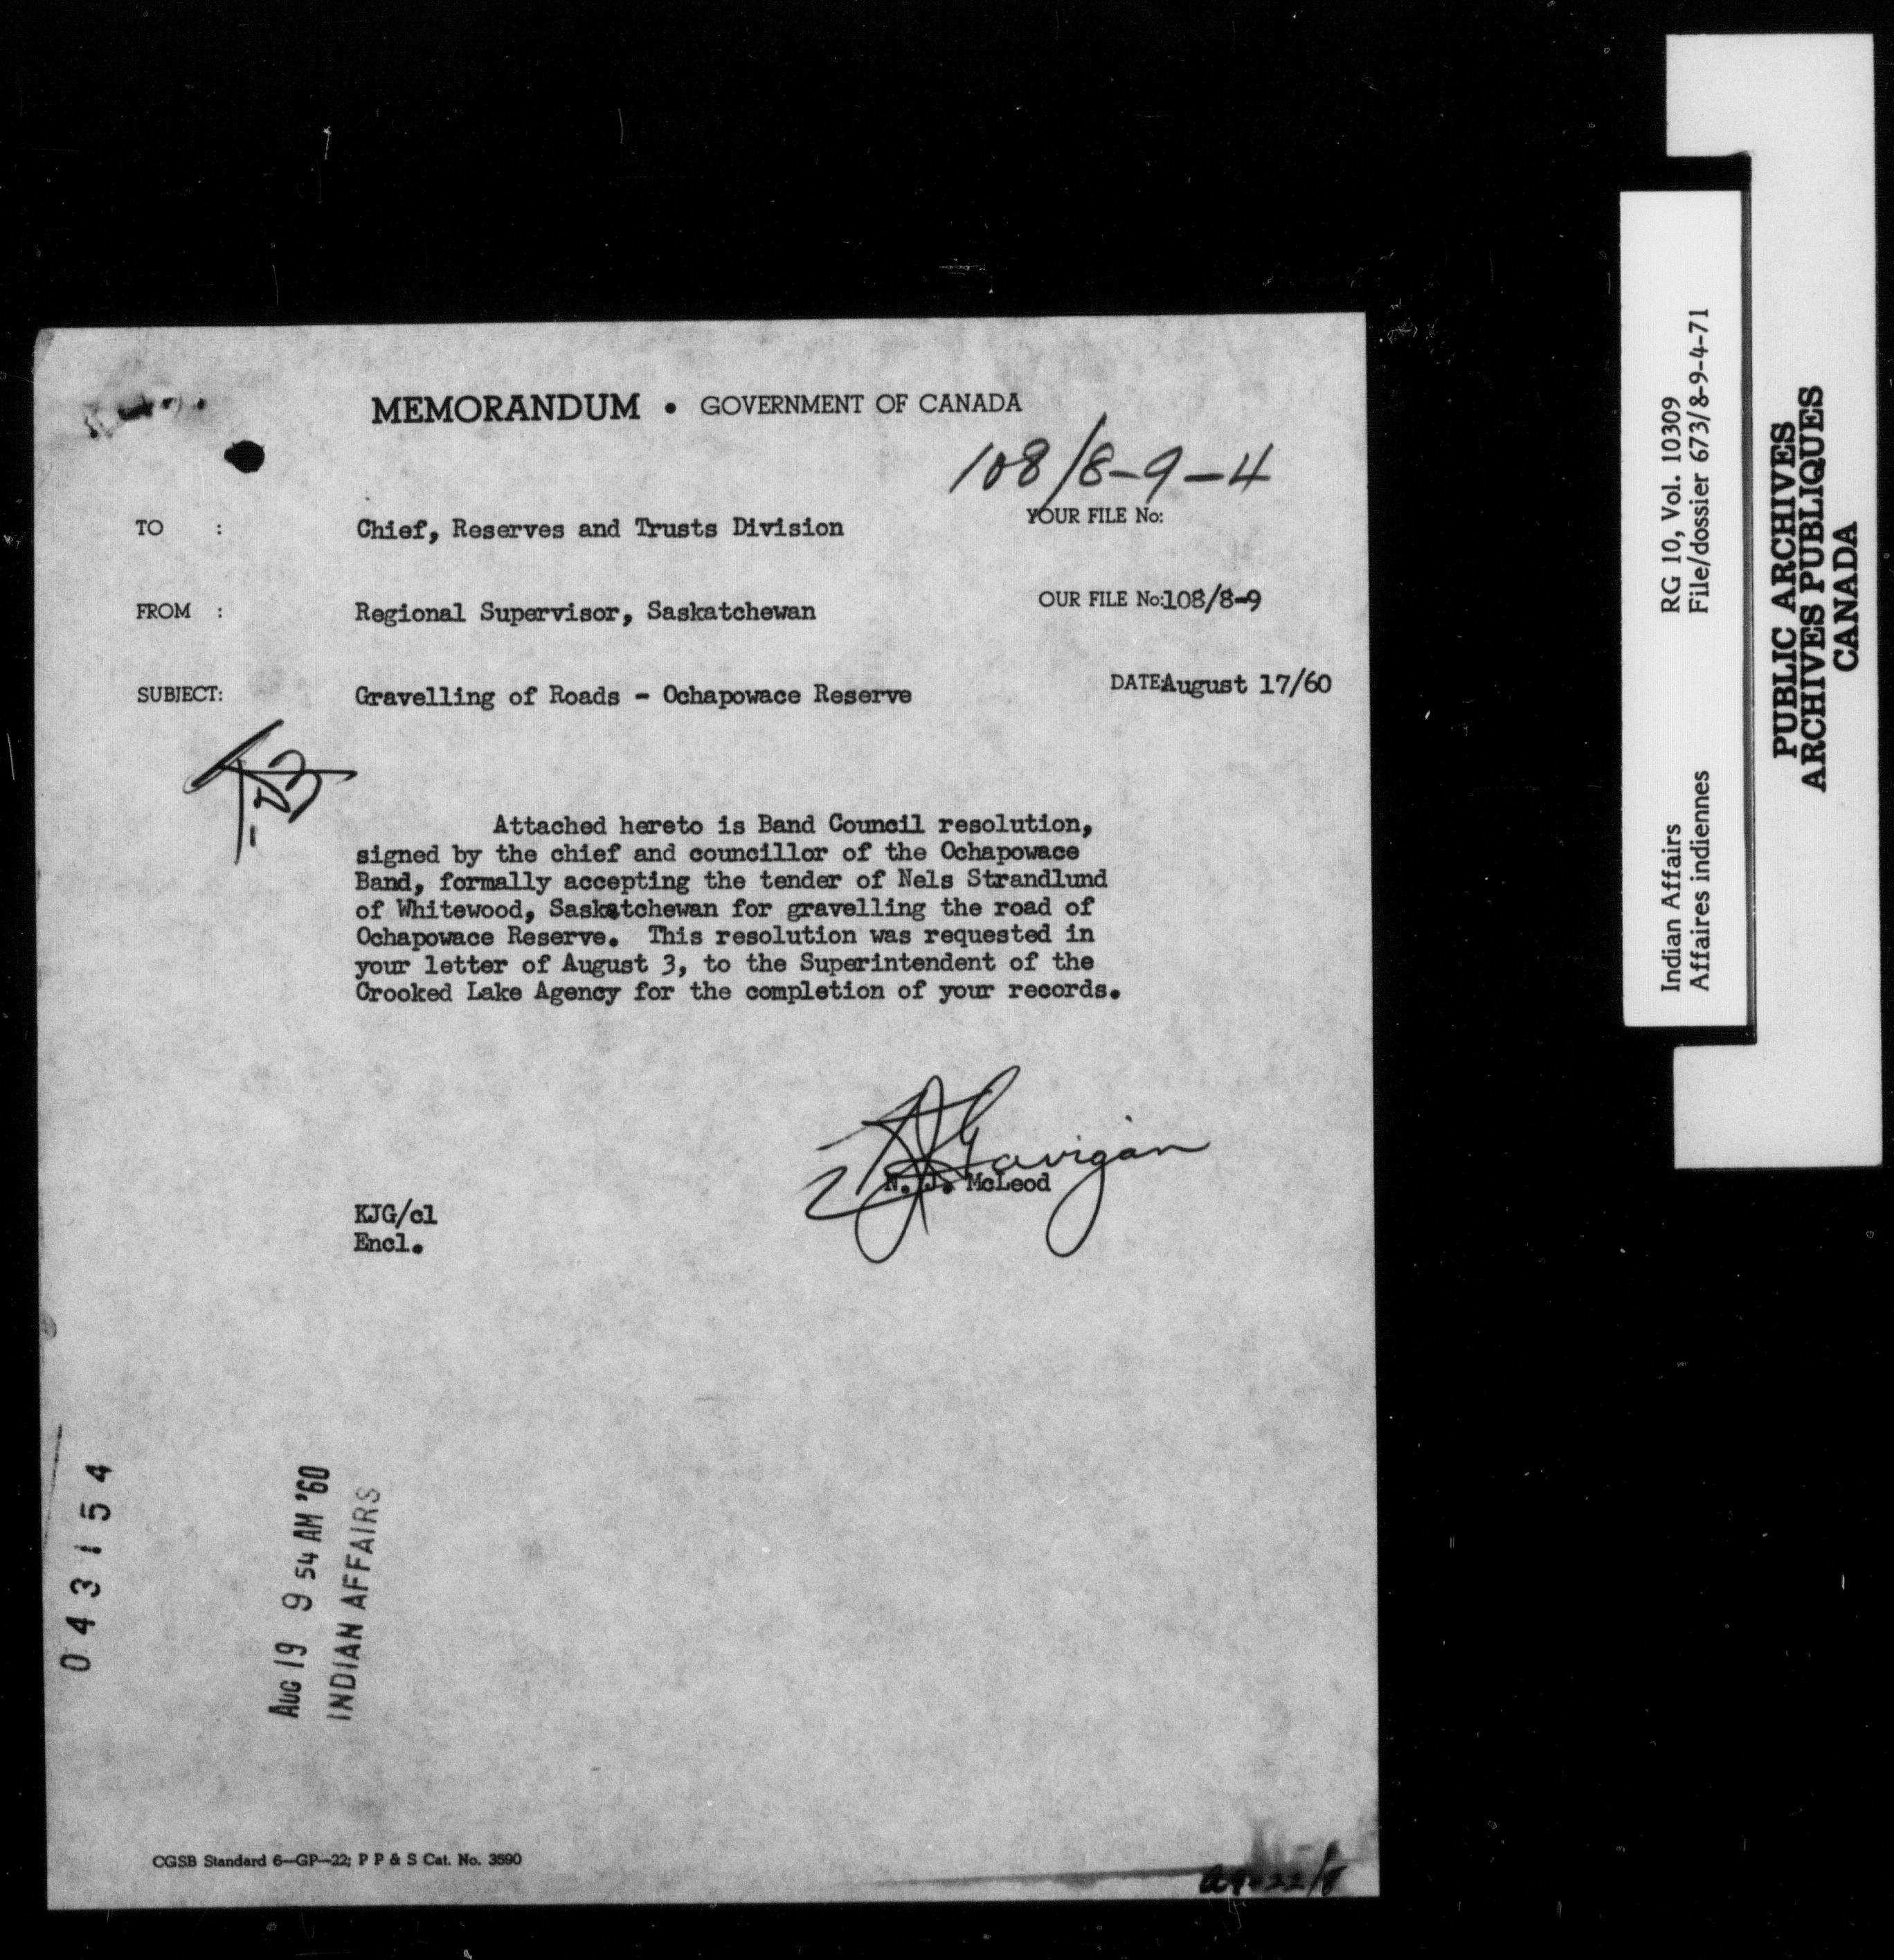 MEMORANDUM • GOVERNMENT OF CANADA
108/8-9-4
YOUR FILE No:
TO : Chief, Reserves and Trusts Division
OUR FILE No:108/8-9
FROM : Regional Supervisor, Saskatchewan
DATE:August 17/60
SUBJECT: Gravelling of Roads - Ochapowace Reserve
Attached hereto is Band Council resolution,
signed by the chief and councillor of the Ochapowace
Band, formally accepting the tender of Nels Strandlund
of Whitewood, Saskatchewan for gravelling the road of
Ochapowace Reserve. This resolution was requested in
your letter of August 3, to the Superintendent of the
Crooked Lake Agency for the completion of your records.
Gavigan
N. J. McLeod
KJG/cl
Encl.
043154
AUG 19 9 54 AM '60
INDIAN AFFAIRS
CGSB Standard 6-GP-22; P P & S Cat. No. 3590
Indian Affairs RG 10, Vol. 10309
Affaires indiennes File/dossier 673/8-9-4-71
PUBLIC ARCHIVES
ARCHIVES PUBLIQUES
CANADA